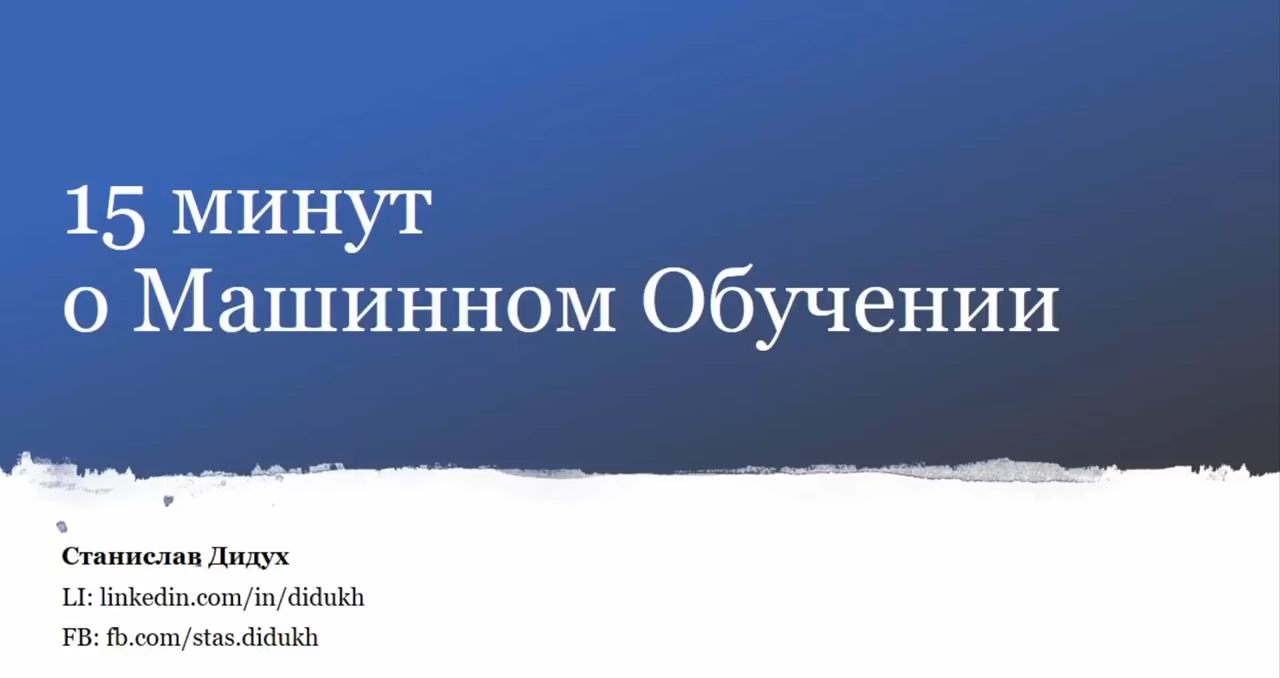 15 минут
о Машинном Обучении
Станислав Дидух
LI: linkedin.com/in/didukh
FB: fb.com/stas.didukh